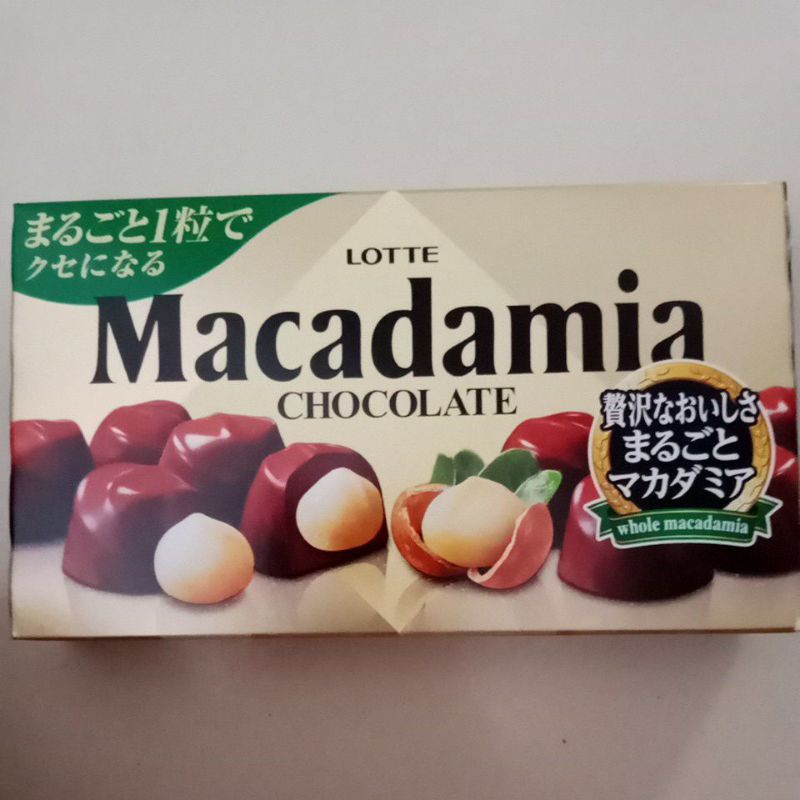 まるごと1粒で
クセになる
LOTTE
Macadamia
CHOCOLATE
贅沢なおいしさ
まるごと
マカダミア
whole macadamia